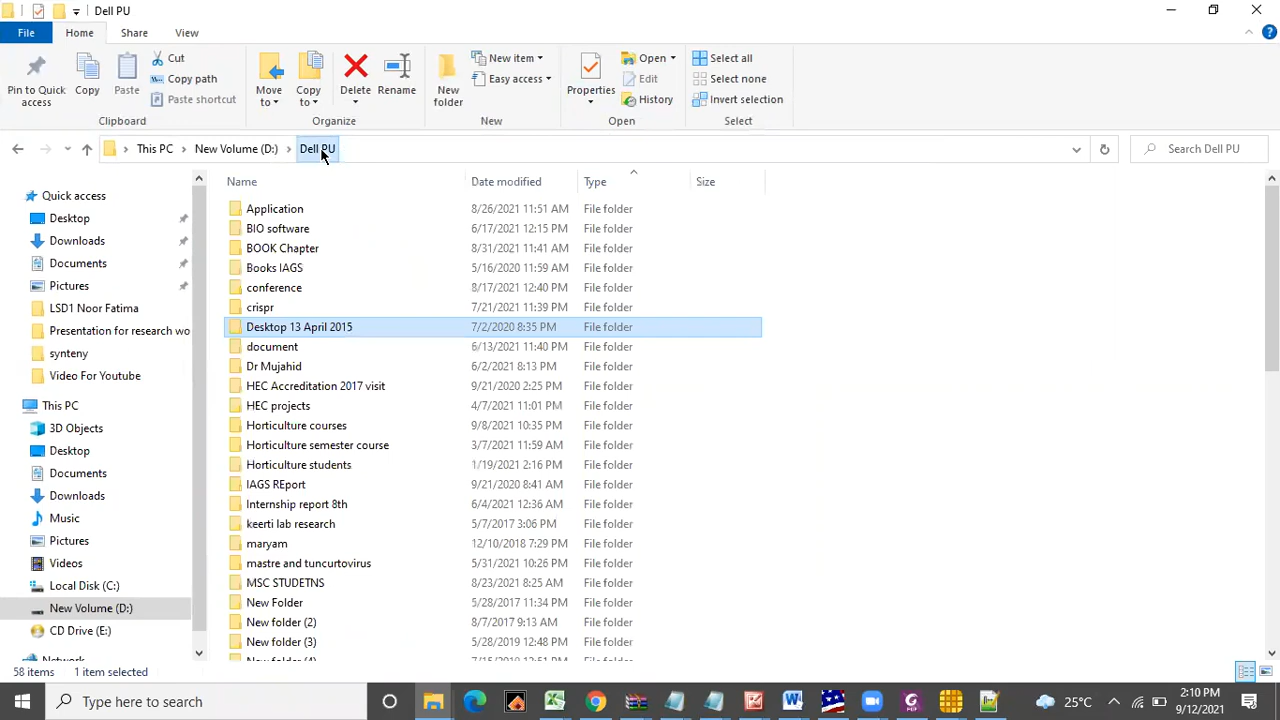 Dell PU
File Home Share View
Pin to Quick access
Copy
Paste
Cut
Copy path
Paste shortcut
Clipboard
Move to
Copy to
Delete
Rename
Organize
New folder
New item
Easy access
New
Properties
Open
Edit
History
Open
Select all
Select none
Invert selection
Select
This PC > New Volume (D:) > Dell PU
Search Dell PU
Quick access
Desktop
Downloads
Documents
Pictures
LSD1 Noor Fatima
Presentation for research wo
synteny
Video For Youtube
This PC
3D Objects
Desktop
Documents
Downloads
Music
Pictures
Videos
Local Disk (C:)
New Volume (D:)
CD Drive (E:)
Network
Name Date modified Type Size
Application 8/26/2021 11:51 AM File folder
BIO software 6/17/2021 12:15 PM File folder
BOOK Chapter 8/31/2021 11:41 AM File folder
Books IAGS 5/16/2020 11:59 AM File folder
conference 8/17/2021 12:40 PM File folder
crispr 7/21/2021 11:39 PM File folder
Desktop 13 April 2015 7/2/2020 8:35 PM File folder
document 6/13/2021 11:40 PM File folder
Dr Mujahid 6/2/2021 8:13 PM File folder
HEC Accreditation 2017 visit 9/21/2020 2:25 PM File folder
HEC projects 4/7/2021 11:01 PM File folder
Horticulture courses 9/8/2021 10:35 PM File folder
Horticulture semester course 3/7/2021 11:59 AM File folder
Horticulture students 1/19/2021 2:16 PM File folder
IAGS REport 9/21/2020 8:41 AM File folder
Internship report 8th 6/4/2021 12:36 AM File folder
keerti lab research 5/7/2017 3:06 PM File folder
maryam 12/10/2018 7:29 PM File folder
mastre and tuncurtovirus 5/31/2021 10:26 PM File folder
MSC STUDETNS 8/23/2021 8:25 AM File folder
New Folder 5/28/2017 11:34 PM File folder
New folder (2) 8/7/2017 9:13 AM File folder
New folder (3) 5/28/2019 12:48 PM File folder
New folder (4) 7/15/2019 12:51 PM File folder
58 items 1 item selected
Type here to search
25°C
2:10 PM
9/12/2021